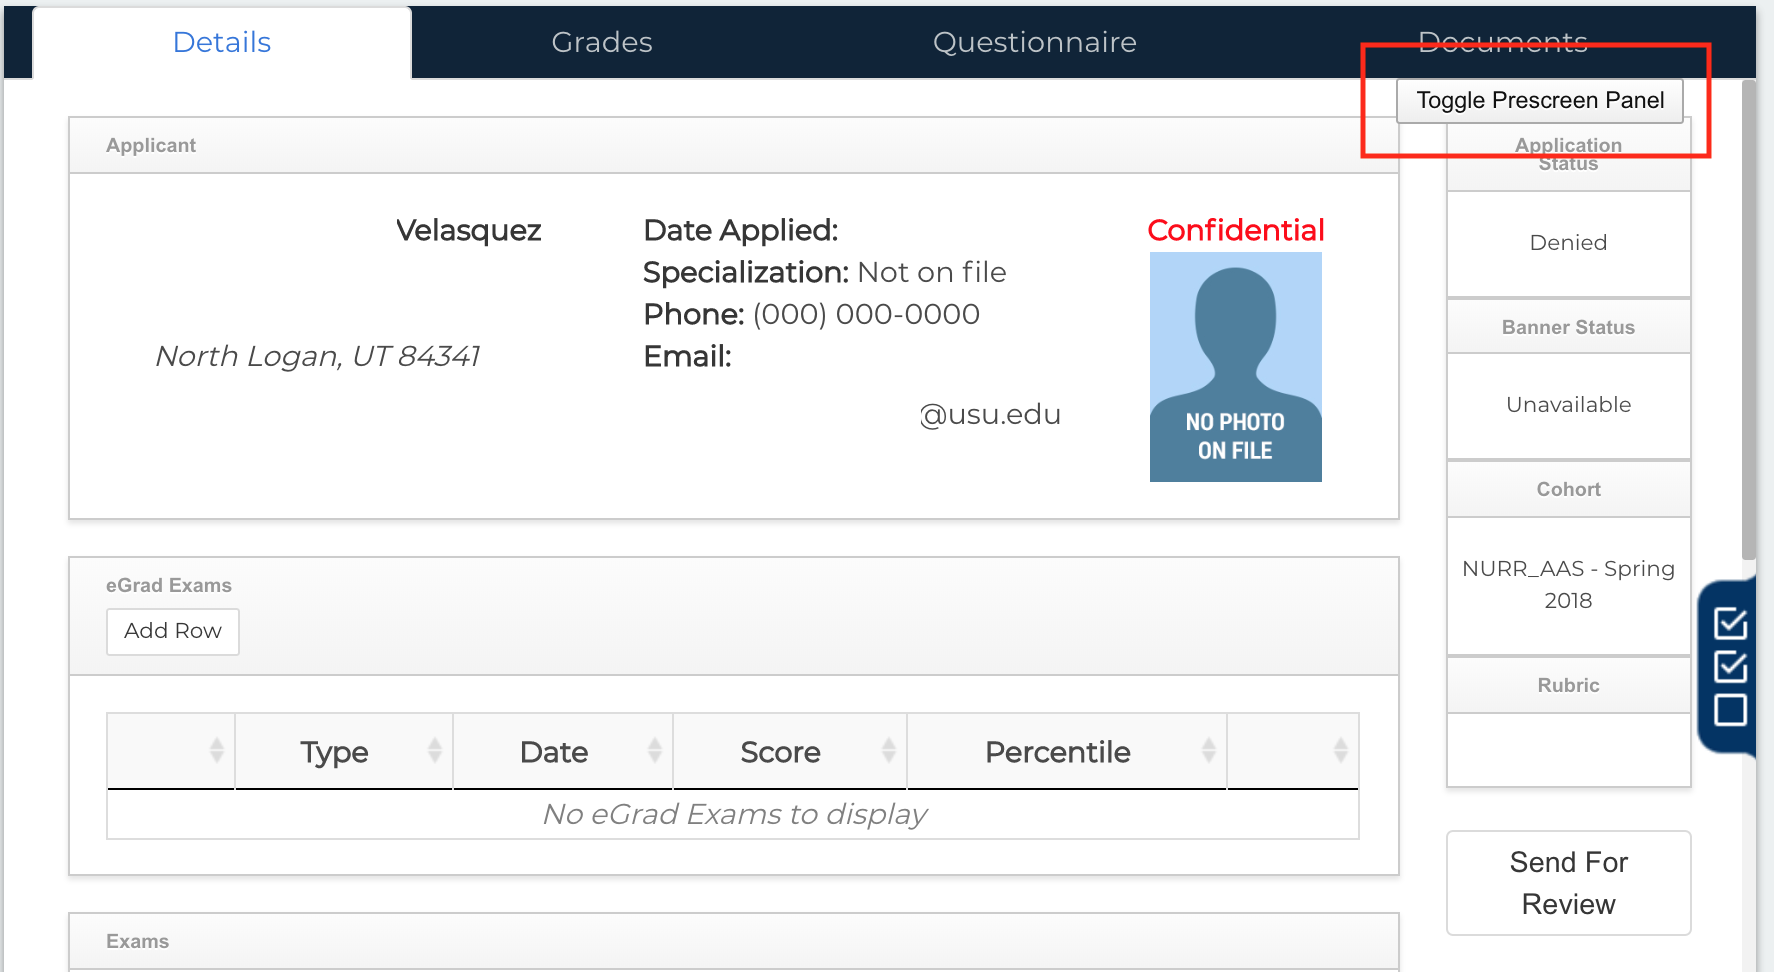 Details
Grades
Questionnaire
Documents
Toggle Prescreen Panel
Applicant
Velasquez
North Logan, UT 84341
Date Applied:
Specialization: Not on file
Phone: (000) 000-0000
Email:
@usu.edu
Confidential
NO PHOTO
ON FILE
Application
Status
Denied
Banner Status
Unavailable
Cohort
NURR_AAS - Spring
2018
Rubric
Send For
Review
eGrad Exams
Add Row
Type
Date
Score
Percentile
No eGrad Exams to display
Exams